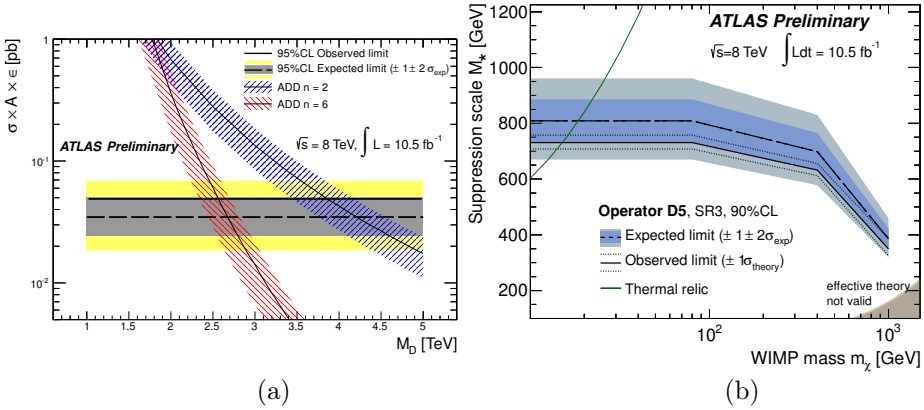 σ × A × ε [pb]
1
10⁻¹
10⁻²
95%CL Observed limit
95%CL Expected limit (± 1± 2 σexp)
ADD n = 2
ADD n = 6
ATLAS Preliminary
√s = 8 TeV, ∫ L = 10.5 fb⁻¹
1 1.5 2 2.5 3 3.5 4 4.5 5
M_D [TeV]
(a)
Suppression scale M⋆ [GeV]
1200
1000
800
600
400
200
ATLAS Preliminary
√s=8 TeV ∫ Ldt = 10.5 fb⁻¹
Operator D5, SR3, 90%CL
Expected limit (± 1± 2σexp)
Observed limit (± 1σtheory)
Thermal relic
effective theory
not valid
10² 10³
WIMP mass mχ [GeV]
(b)